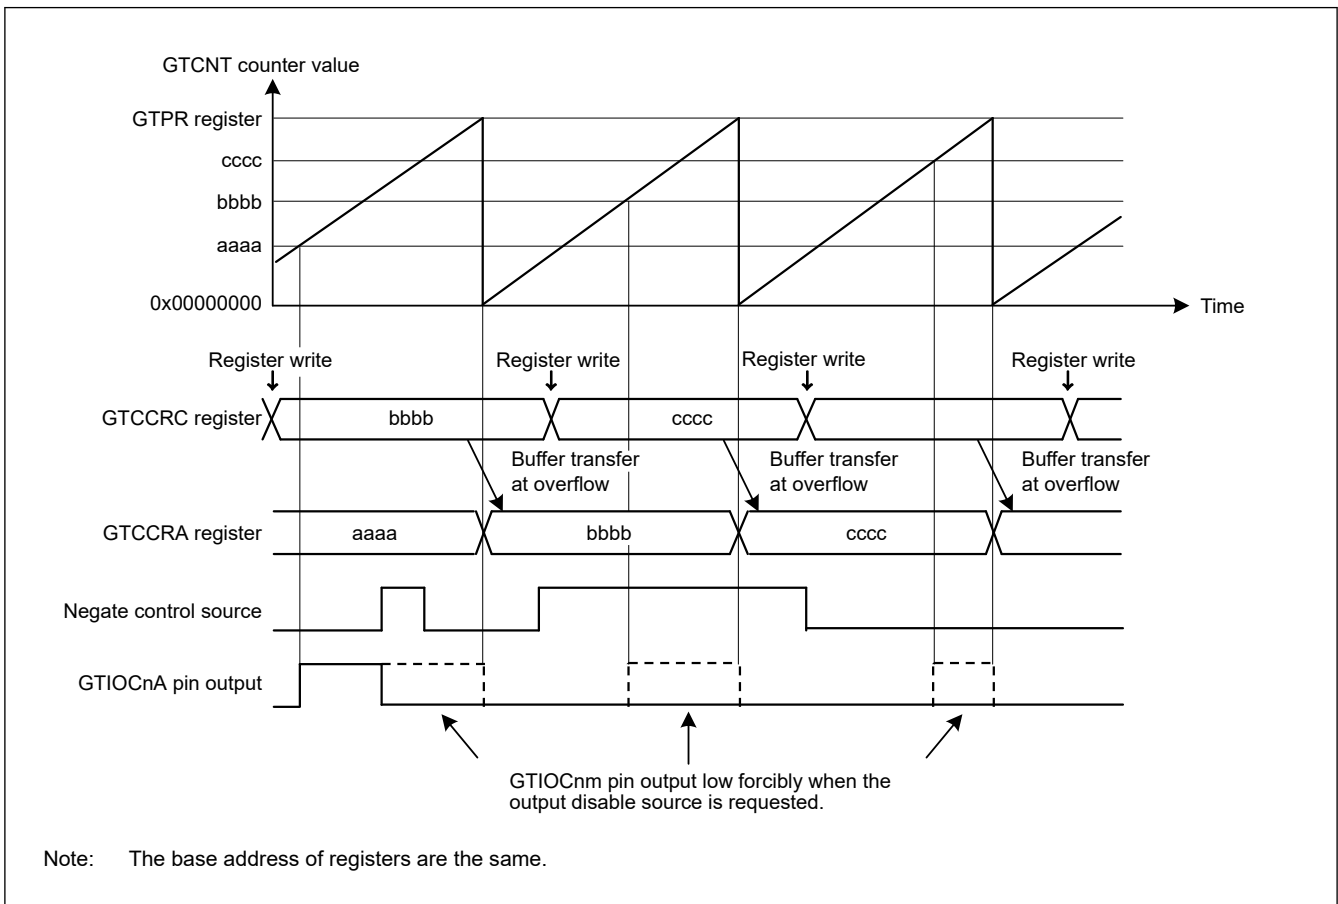 GTCNT counter value
GTPR register
cccc
bbbb
aaaa
0x00000000
Time
Register write Register write Register write Register write
GTCCRC register bbbb cccc
Buffer transfer at overflow
Buffer transfer at overflow
Buffer transfer at overflow
GTCCRA register aaaa bbbb cccc
Negate control source
GTIOCnA pin output
GTIOCnm pin output low forcibly when the
output disable source is requested.
Note: The base address of registers are the same.